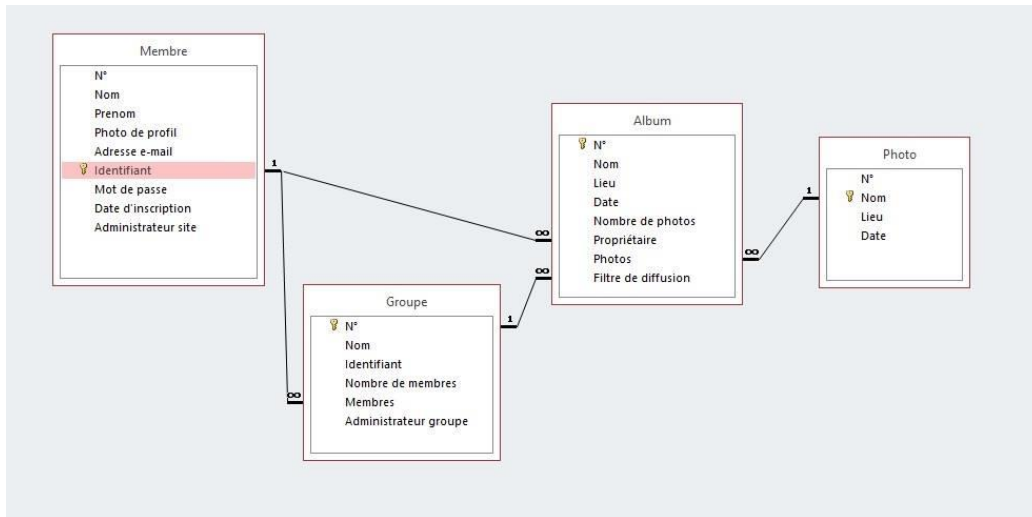 Membre
N°
Nom
Prenom
Photo de profil
Adresse e-mail
Identifiant
Mot de passe
Date d'inscription
Administrateur site
1
∞
Groupe
N°
Nom
Identifiant
Nombre de membres
Membres
Administrateur groupe
1
∞
∞
Album
N°
Nom
Lieu
Date
Nombre de photos
Propriétaire
Photos
Filtre de diffusion
∞
1
Photo
N°
Nom
Lieu
Date